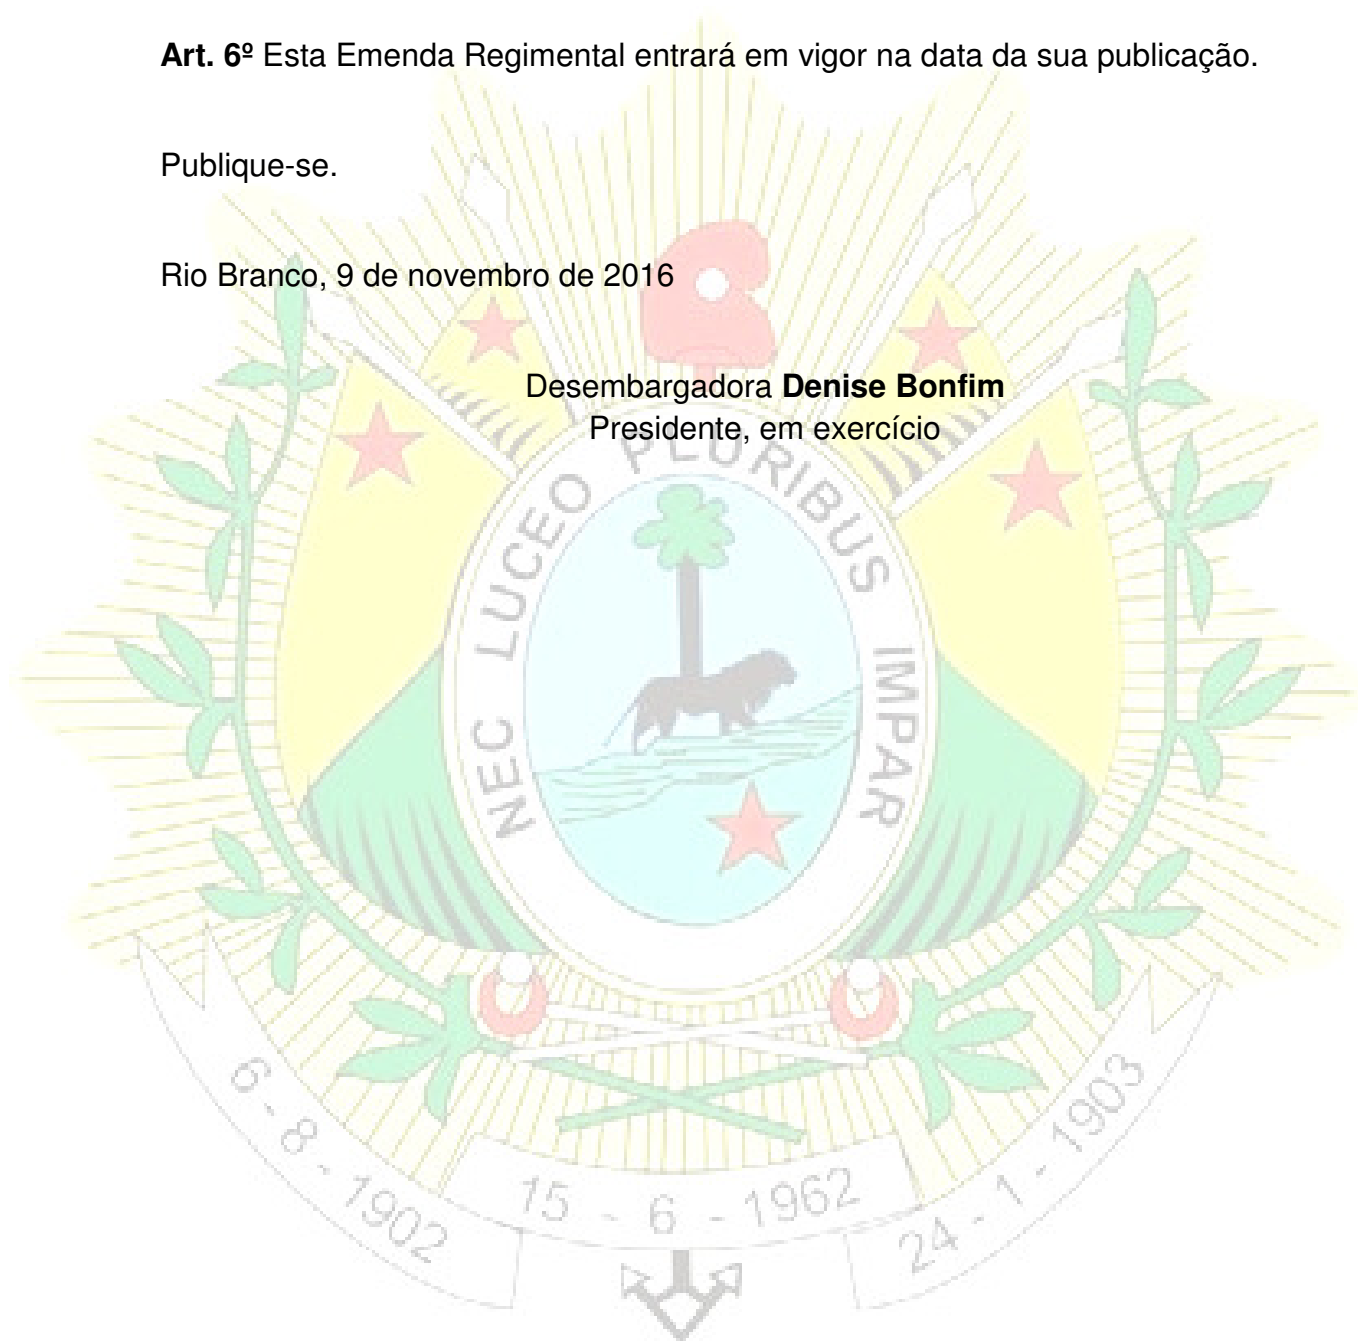 Art. 6º Esta Emenda Regimental entrará em vigor na data da sua publicação.
Publique-se.
Rio Branco, 9 de novembro de 2016
Desembargadora Denise Bonfim
Presidente, em exercício
NEC LUCEO PLURIBUS IMPAR
6 - 8 - 1902
15 - 6 - 1962
24 - 1 - 1903